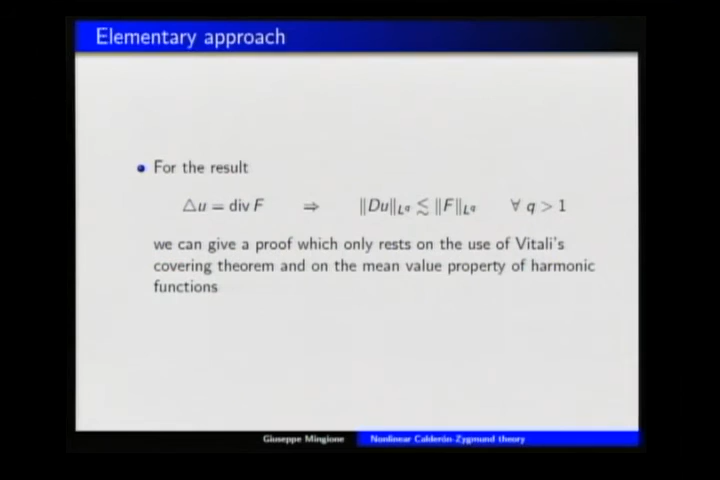 Elementary approach
For the result
△u = div F ⇒ ‖Du‖_{L^q} ≲ ‖F‖_{L^q} ∀ q > 1
we can give a proof which only rests on the use of Vitali's
covering theorem and on the mean value property of harmonic
functions
Giuseppe Mingione Nonlinear Calderón-Zygmund theory